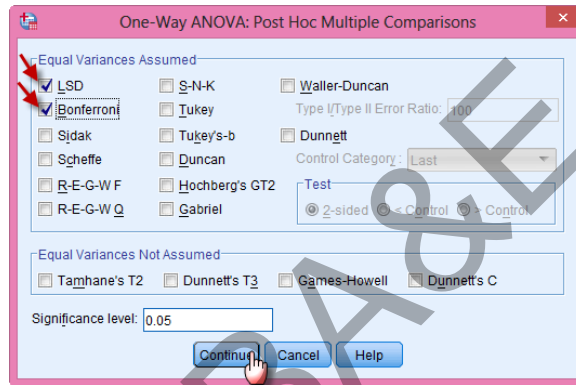 One-Way ANOVA: Post Hoc Multiple Comparisons
Equal Variances Assumed
LSD
S-N-K
Waller-Duncan
Bonferroni
Tukey
Type I/Type II Error Ratio: 100
Sidak
Tukey's-b
Dunnett
Scheffe
Duncan
Control Category : Last
R-E-G-W F
Hochberg's GT2
Test
R-E-G-W Q
Gabriel
2-sided < Control > Control
Equal Variances Not Assumed
Tamhane's T2
Dunnett's T3
Games-Howell
Dunnett's C
Significance level: 0.05
Continue
Cancel
Help